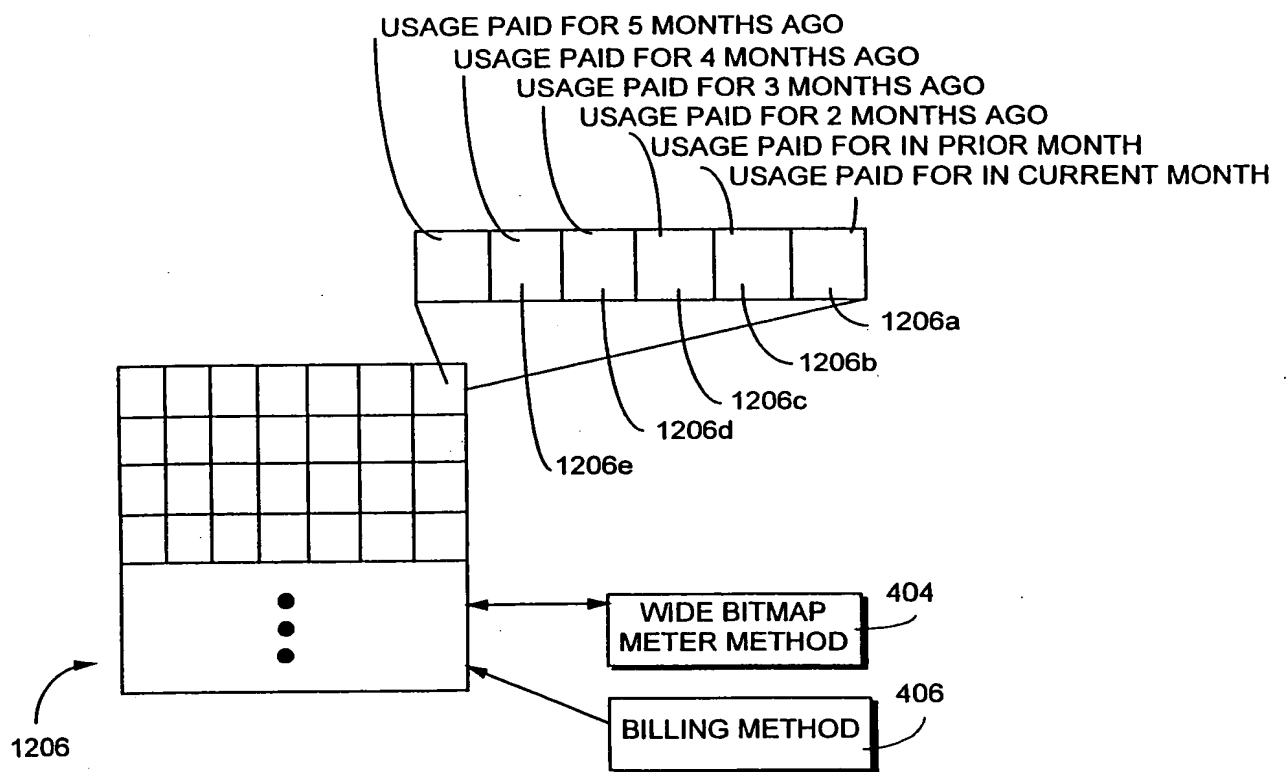 USAGE PAID FOR 5 MONTHS AGO
USAGE PAID FOR 4 MONTHS AGO
USAGE PAID FOR 3 MONTHS AGO
USAGE PAID FOR 2 MONTHS AGO
USAGE PAID FOR IN PRIOR MONTH
USAGE PAID FOR IN CURRENT MONTH
1206a
1206b
1206c
1206d
1206e
404
WIDE BITMAP
METER METHOD
406
BILLING METHOD
1206